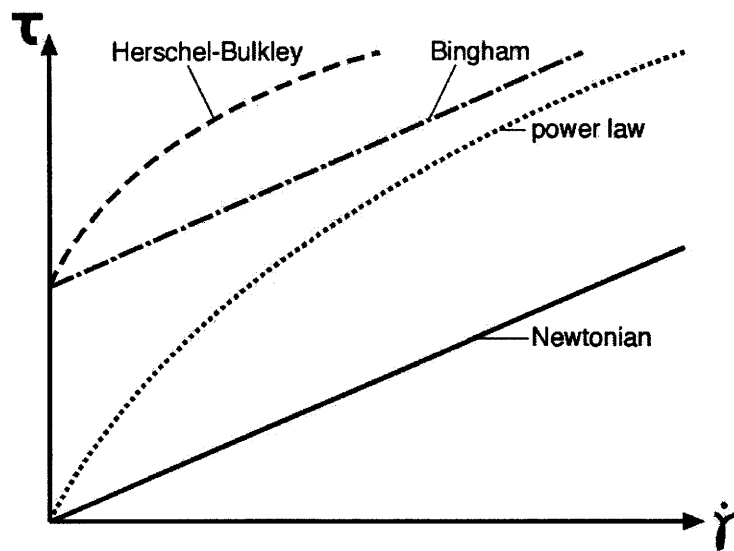 τ
Herschel-Bulkley
Bingham
power law
Newtonian
γ̇